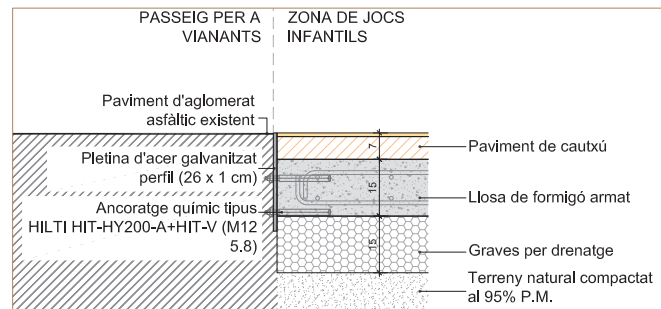 PASSEIG PER A
VIANANTS
ZONA DE JOCS
INFANTILS
Paviment d'aglomerat
asfàltic existent
Pletina d'acer galvanitzat
perfil (26 x 1 cm)
Ancoratge químic tipus
HILTI HIT-HY200-A+HIT-V (M12
5.8)
7
15
15
Paviment de cautxú
Llosa de formigó armat
Graves per drenatge
Terreny natural compactat
al 95% P.M.